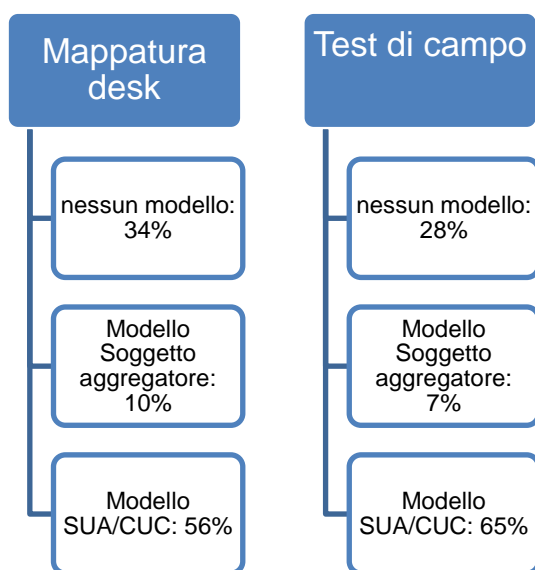 Mappatura
desk
nessun modello:
34%
Modello
Soggetto
aggregatore:
10%
Modello
SUA/CUC: 56%
Test di campo
nessun modello:
28%
Modello
Soggetto
aggregatore:
7%
Modello
SUA/CUC: 65%